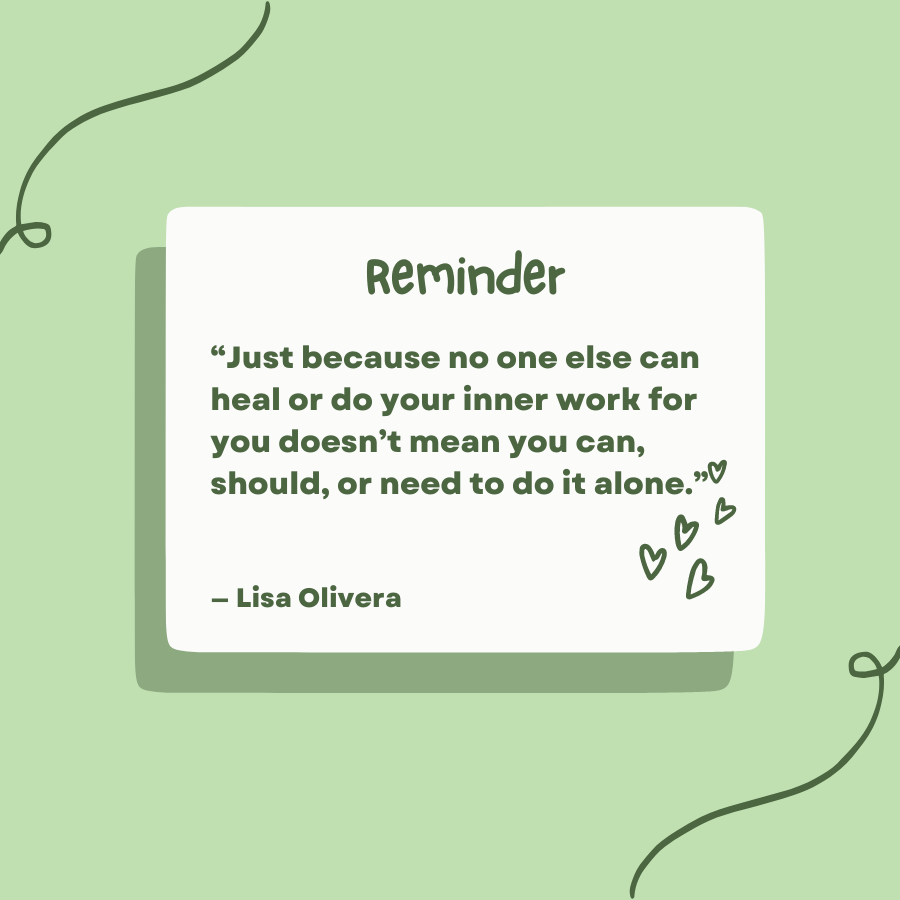 Reminder
“Just because no one else can
heal or do your inner work for
you doesn’t mean you can,
should, or need to do it alone.”
– Lisa Olivera